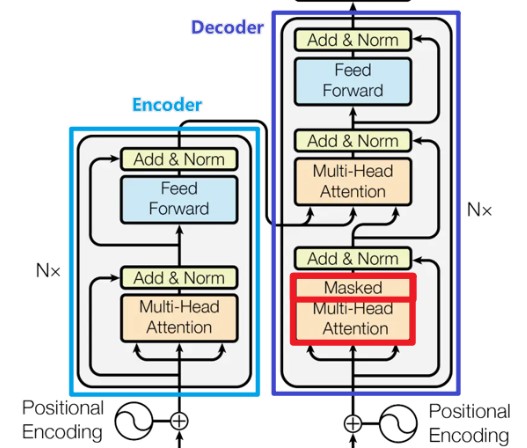 Decoder
Add & Norm
Feed
Forward
Add & Norm
Multi-Head
Attention
Nx
Add & Norm
Masked
Multi-Head
Attention
Positional
Encoding
Encoder
Add & Norm
Feed
Forward
Nx
Add & Norm
Multi-Head
Attention
Positional
Encoding